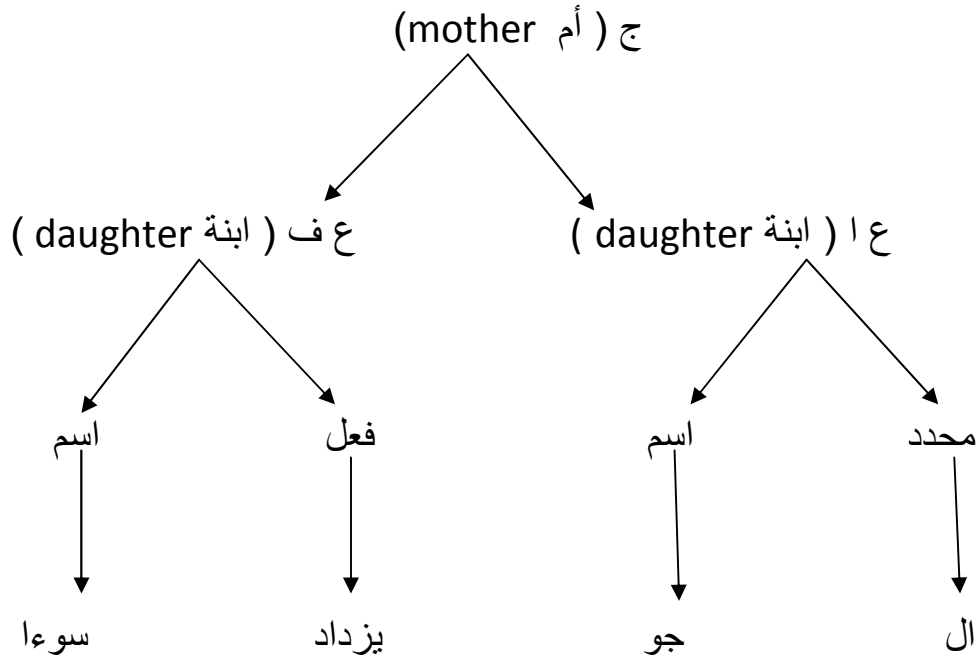 ج ( أم mother)
ع ا ( ابنة daughter ) ع ف ( ابنة daughter )
محدد اسم فعل اسم
ال جو يزداد سوءا